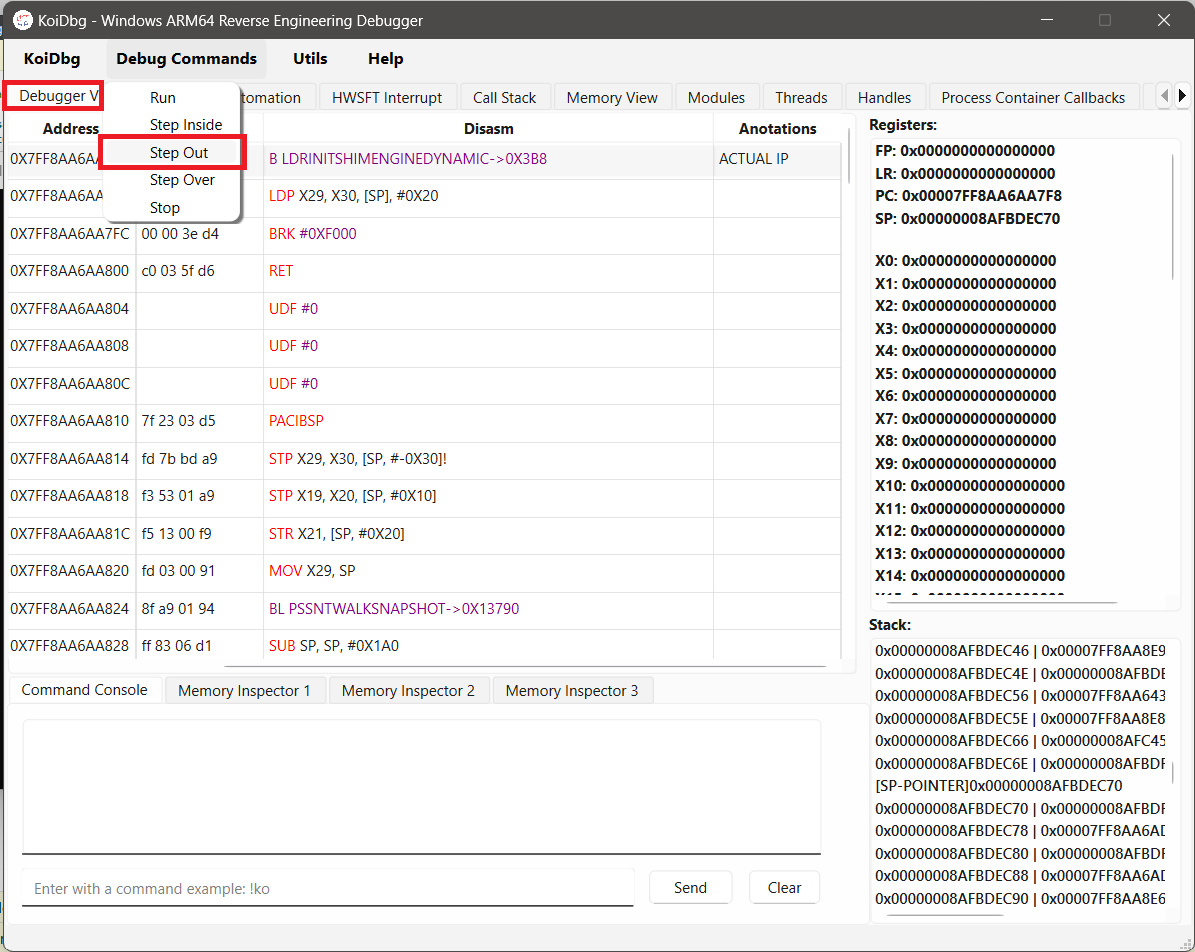 KoiDbg - Windows ARM64 Reverse Engineering Debugger
KoiDbg Debug Commands Utils Help
Debugger V HWSFT Interrupt Call Stack Memory View Modules Threads Handles Process Container Callbacks
Run
Step Inside
Step Out
Step Over
Stop
Address Disasm Anotations
0X7FF8AA6AA B LDRINITSHIMENGINEDYNAMIC->0X3B8 ACTUAL IP
0X7FF8AA6AA LDP X29, X30, [SP], #0X20
0X7FF8AA6AA7FC 00 00 3e d4 BRK #0XF000
0X7FF8AA6AA800 c0 03 5f d6 RET
0X7FF8AA6AA804 UDF #0
0X7FF8AA6AA808 UDF #0
0X7FF8AA6AA80C UDF #0
0X7FF8AA6AA810 7f 23 03 d5 PACIBSP
0X7FF8AA6AA814 fd 7b bd a9 STP X29, X30, [SP, #-0X30]!
0X7FF8AA6AA818 f3 53 01 a9 STP X19, X20, [SP, #0X10]
0X7FF8AA6AA81C f5 13 00 f9 STR X21, [SP, #0X20]
0X7FF8AA6AA820 fd 03 00 91 MOV X29, SP
0X7FF8AA6AA824 8f a9 01 94 BL PSSNTWALKSNAPSHOT->0X13790
0X7FF8AA6AA828 ff 83 06 d1 SUB SP, SP, #0X1A0
Registers:
FP: 0x0000000000000000
LR: 0x0000000000000000
PC: 0x00007FF8AA6AA7F8
SP: 0x00000008AFBDEC70
X0: 0x0000000000000000
X1: 0x0000000000000000
X2: 0x0000000000000000
X3: 0x0000000000000000
X4: 0x0000000000000000
X5: 0x0000000000000000
X6: 0x0000000000000000
X7: 0x0000000000000000
X8: 0x0000000000000000
X9: 0x0000000000000000
X10: 0x0000000000000000
X11: 0x0000000000000000
X12: 0x0000000000000000
X13: 0x0000000000000000
X14: 0x0000000000000000
Stack:
0x00000008AFBDEC46 | 0x00007FF8AA8E9
0x00000008AFBDEC4E | 0x00000008AFBDE
0x00000008AFBDEC56 | 0x00007FF8AA643
0x00000008AFBDEC5E | 0x00007FF8AA8E8
0x00000008AFBDEC66 | 0x00000008AFC45
0x00000008AFBDEC6E | 0x00000008AFBDF
[SP-POINTER]0x00000008AFBDEC70
0x00000008AFBDEC70 | 0x00000008AFBDF
0x00000008AFBDEC78 | 0x00007FF8AA6AD
0x00000008AFBDEC80 | 0x00000008AFBDF
0x00000008AFBDEC88 | 0x00007FF8AA6AD
0x00000008AFBDEC90 | 0x00007FF8AA8E6
Command Console Memory Inspector 1 Memory Inspector 2 Memory Inspector 3
Enter with a command example: !ko Send Clear